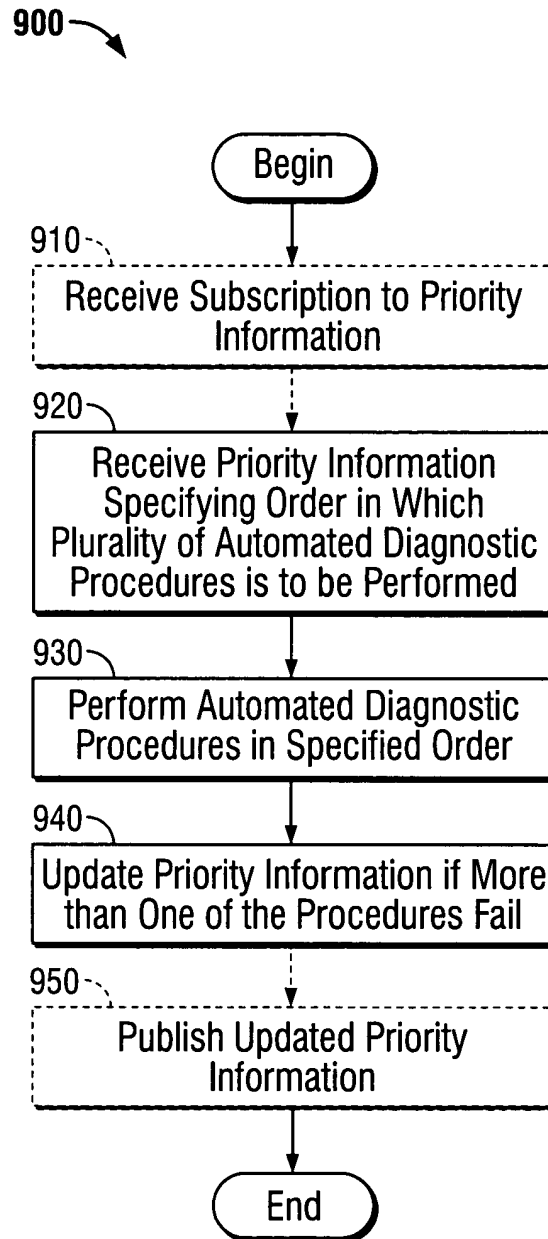 900
Begin
910
Receive Subscription to Priority
Information
920
Receive Priority Information
Specifying Order in Which
Plurality of Automated Diagnostic
Procedures is to be Performed
930
Perform Automated Diagnostic
Procedures in Specified Order
940
Update Priority Information if More
than One of the Procedures Fail
950
Publish Updated Priority
Information
End